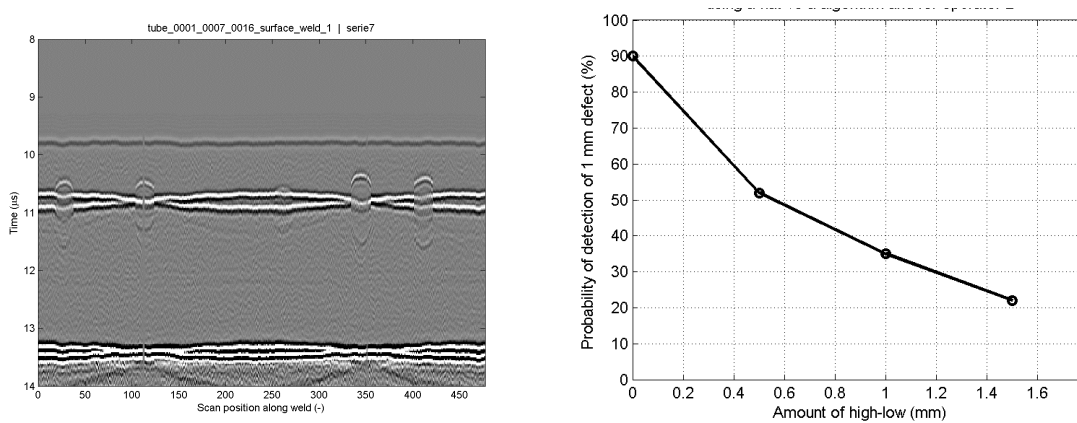 tube_0001_0007_0016_surface_weld_1 | serie7
8
9
10
11
12
13
14
Time (µs)
0 50 100 150 200 250 300 350 400 450
Scan position along weld (-)
100
90
80
70
60
50
40
30
20
10
0
Probability of detection of 1 mm defect (%)
0 0.2 0.4 0.6 0.8 1 1.2 1.4 1.6
Amount of high-low (mm)